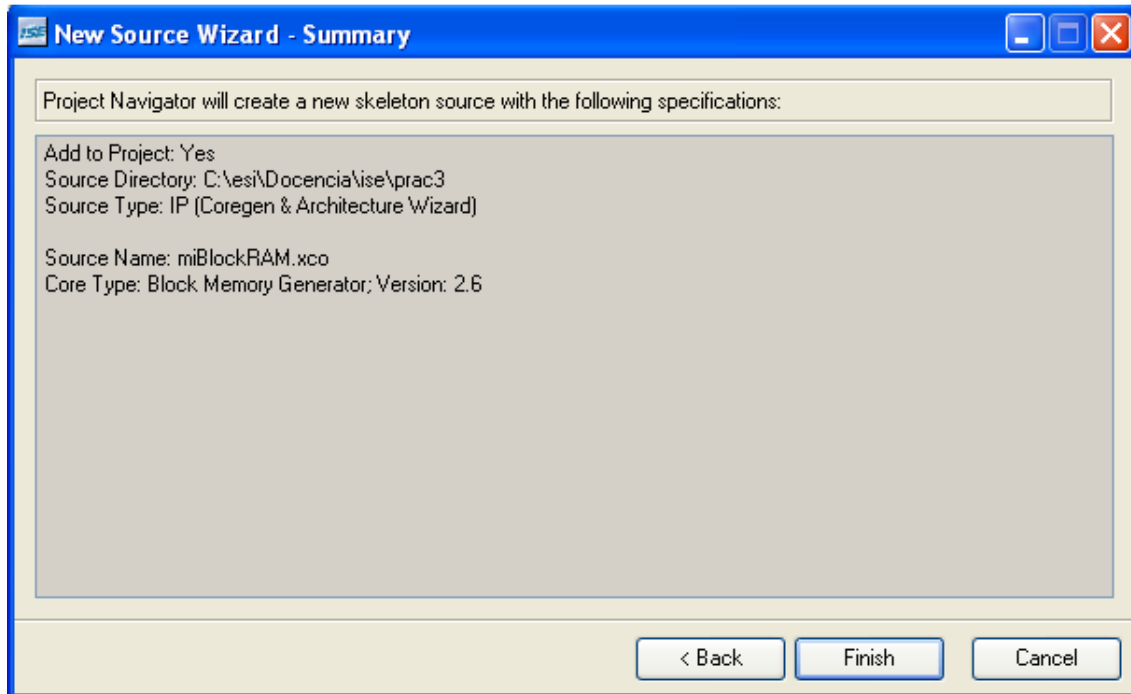 ISE New Source Wizard - Summary
Project Navigator will create a new skeleton source with the following specifications:
Add to Project: Yes
Source Directory: C:\esi\Docencia\ise\prac3
Source Type: IP (Coregen & Architecture Wizard)
Source Name: miBlockRAM.xco
Core Type: Block Memory Generator; Version: 2.6
< Back Finish Cancel